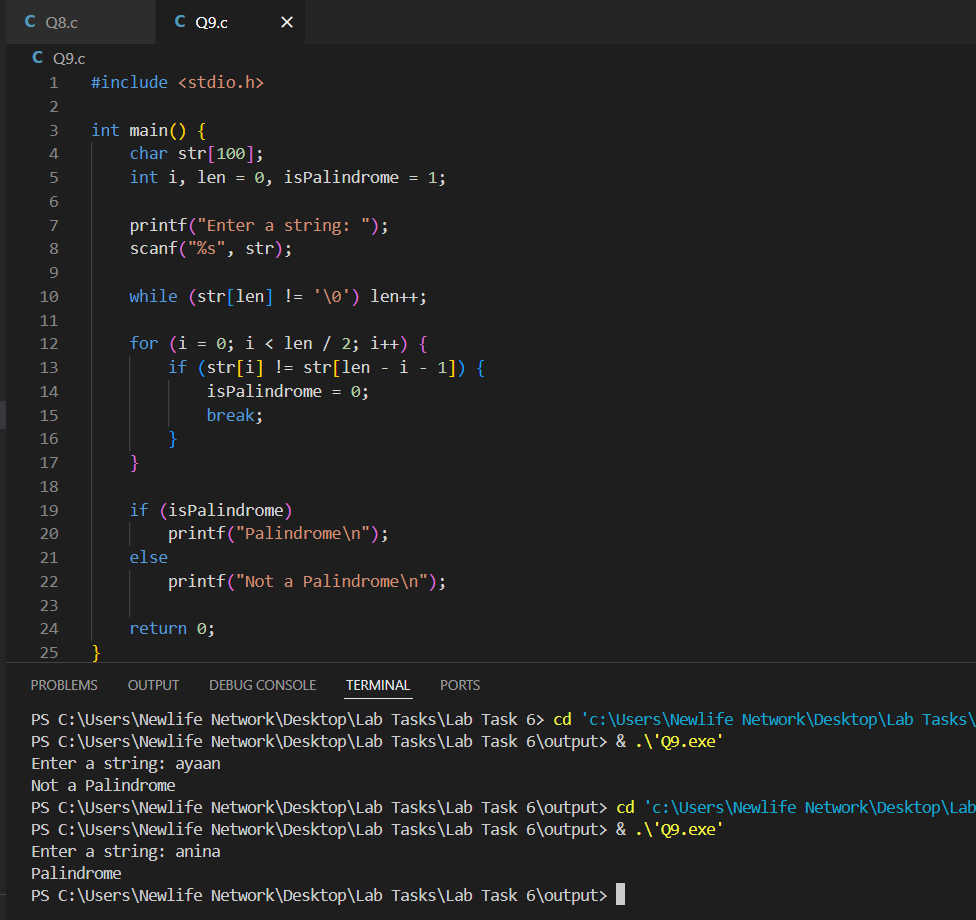 C Q8.c
C Q9.c ×
C Q9.c
1 #include <stdio.h>
2
3 int main() {
4     char str[100];
5     int i, len = 0, isPalindrome = 1;
6
7     printf("Enter a string: ");
8     scanf("%s", str);
9
10     while (str[len] != '\0') len++;
11
12     for (i = 0; i < len / 2; i++) {
13         if (str[i] != str[len - i - 1]) {
14             isPalindrome = 0;
15             break;
16         }
17     }
18
19     if (isPalindrome)
20         printf("Palindrome\n");
21     else
22         printf("Not a Palindrome\n");
23
24     return 0;
25 }
PROBLEMS OUTPUT DEBUG CONSOLE TERMINAL PORTS
PS C:\Users\Newlife Network\Desktop\Lab Tasks\Lab Task 6> cd 'c:\Users\Newlife Network\Desktop\Lab Tasks\
PS C:\Users\Newlife Network\Desktop\Lab Tasks\Lab Task 6\output> & .\'Q9.exe'
Enter a string: ayaan
Not a Palindrome
PS C:\Users\Newlife Network\Desktop\Lab Tasks\Lab Task 6\output> cd 'c:\Users\Newlife Network\Desktop\Lab
PS C:\Users\Newlife Network\Desktop\Lab Tasks\Lab Task 6\output> & .\'Q9.exe'
Enter a string: anina
Palindrome
PS C:\Users\Newlife Network\Desktop\Lab Tasks\Lab Task 6\output>